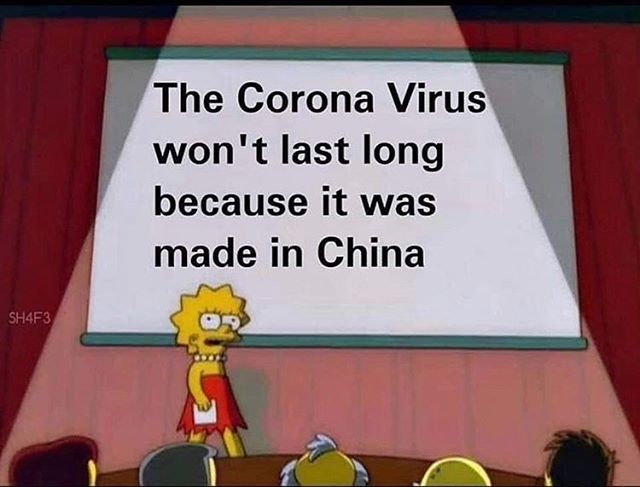 The Corona Virus
won't last long
because it was
made in China
SH4F3